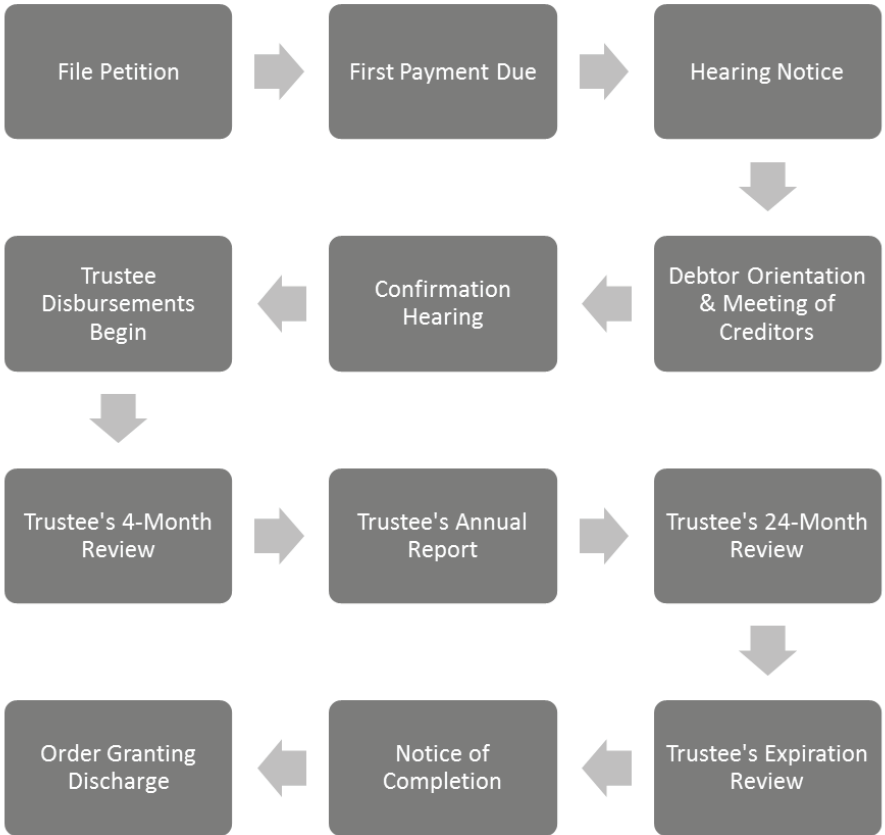 File Petition
First Payment Due
Hearing Notice
Debtor Orientation
& Meeting of
Creditors
Confirmation
Hearing
Trustee
Disbursements
Begin
Trustee's 4-Month
Review
Trustee's Annual
Report
Trustee's 24-Month
Review
Trustee's Expiration
Review
Notice of
Completion
Order Granting
Discharge